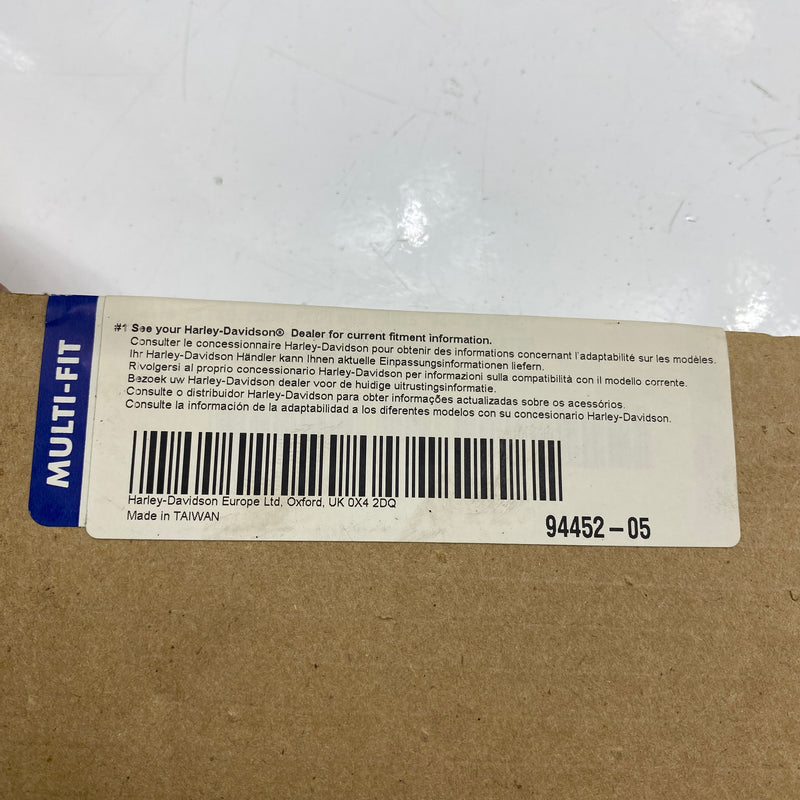 MULTI-FIT
#1 See your Harley-Davidson® Dealer for current fitment information.
Consulter le concessionnaire Harley-Davidson pour obtenir des informations concernant l'adaptabilité sur les modèles.
Ihr Harley-Davidson Händler kann Ihnen aktuelle Einpassungsinformationen liefern.
Rivolgersi al proprio concessionario Harley-Davidson per informazioni sulla compatibilità con il modello corrente.
Bezoek uw Harley-Davidson dealer voor de huidige uitrustingsinformatie.
Consulte o distribuidor Harley-Davidson para obter informações actualizadas sobre os acessórios.
Consulte la información de la adaptabilidad a los diferentes modelos con su concesionario Harley-Davidson.
Harley-Davidson Europe Ltd, Oxford, UK 0X4 2DQ
Made in TAIWAN
94452-05